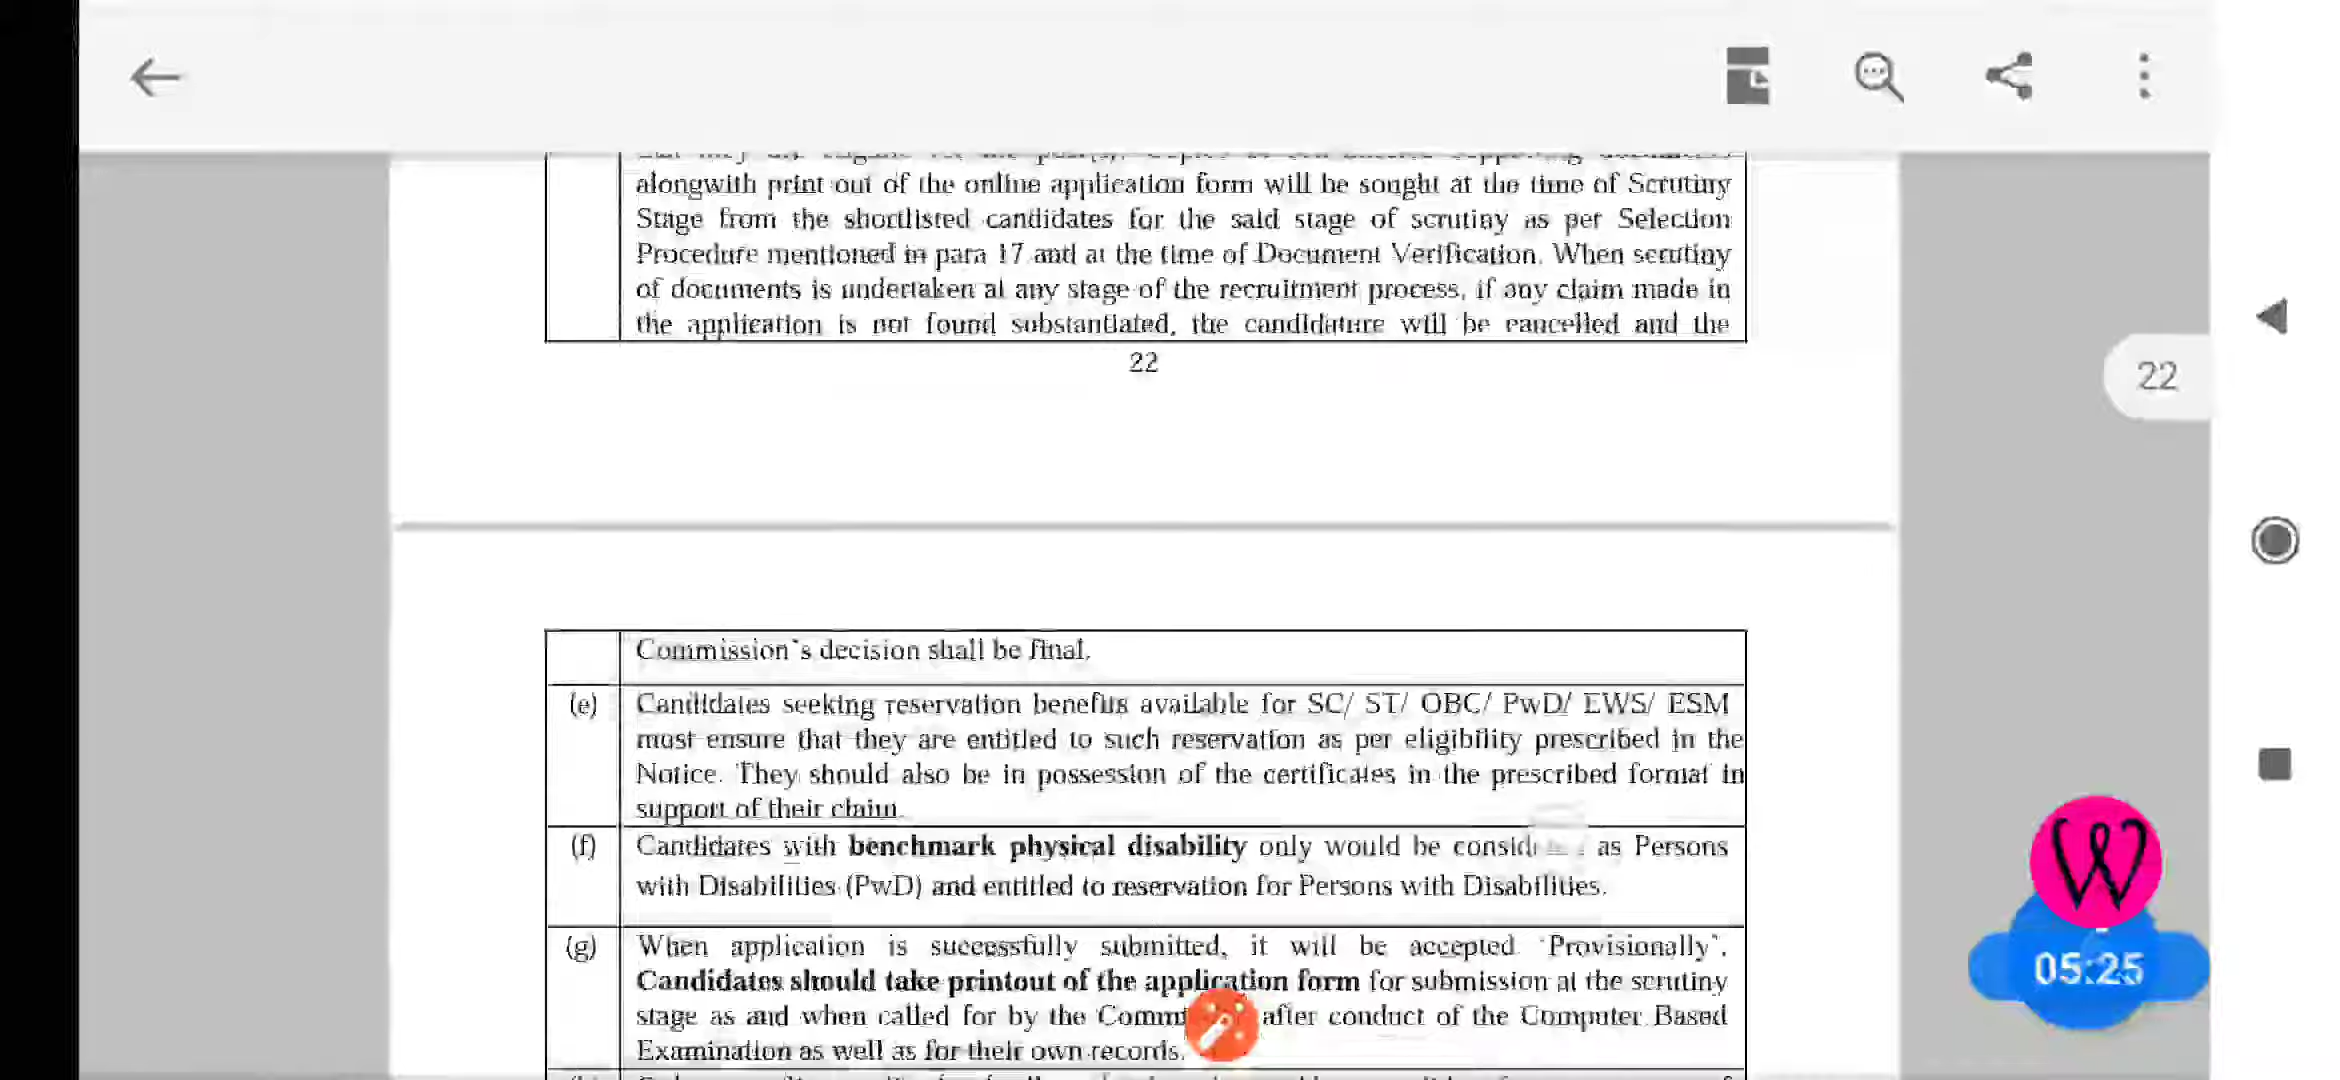 alongwith print out of the online application form will be sought at the time of Scrutiny
Stage from the shortlisted candidates for the said stage of scrutiny as per Selection
Procedure mentioned in para 17 and at the time of Document Verification. When scrutiny
of documents is undertaken at any stage of the recruitment process, if any claim made in
the application is not found substantiated, the candidature will be cancelled and the
22
22
Commission`s decision shall be final.
(e) Candidates seeking reservation benefits available for SC/ ST/ OBC/ PwD/ EWS/ ESM
must ensure that they are entitled to such reservation as per eligibility prescribed in the
Notice. They should also be in possession of the certificates in the prescribed format in
support of their claim.
(f) Candidates with benchmark physical disability only would be as Persons
with Disabilities (PwD) and entitled to reservation for Persons with Disabilities.
(g) When application is successfully submitted, it will be accepted `Provisionally`.
Candidates should take printout of the application form for submission at the scrutiny
stage as and when called for by the after conduct of the Computer Based
Examination as well as for their own records.
W
05:25